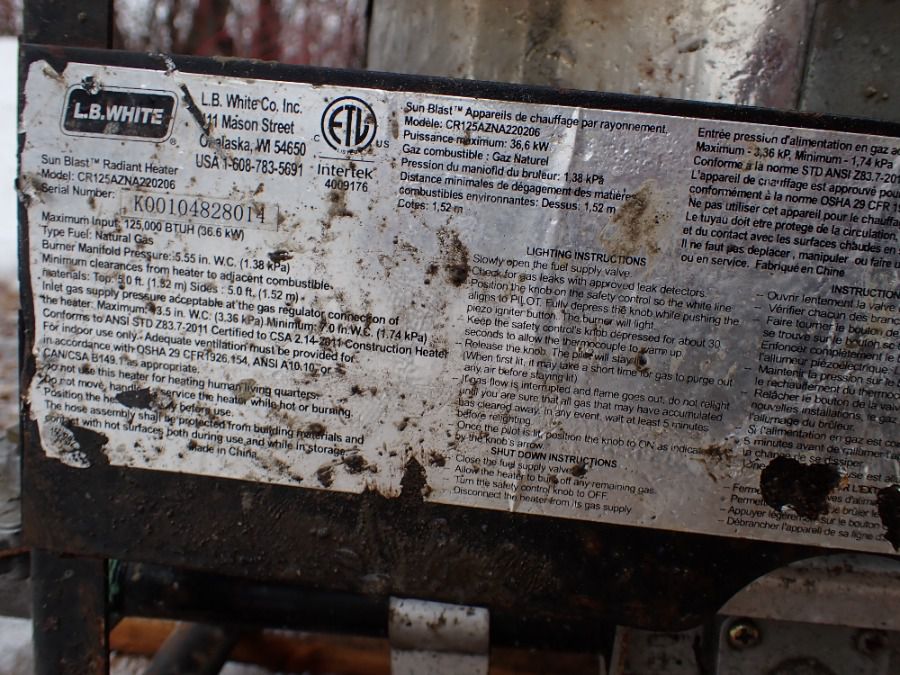 L.B.WHITE
L.B. White Co. Inc.
411 Mason Street
Onalaska, WI 54650
USA 1-608-783-5691
ETL
C US
Intertek
4009176
Sun Blast™ Radiant Heater
Model: CR125AZNA220206
Serial Number:
K00104828014
Maximum Input: 125,000 BTUH (36.6 kW)
Type Fuel: Natural Gas
Burner Manifold Pressure: 5.55 in. W.C. (1.38 kPa)
Minimum clearances from heater to adjacent combustible
materials: Top: 5.0 ft. (1.52 m) Sides : 5.0 ft. (1.52 m).
Inlet gas supply pressure acceptable at the gas regulator connection of
the heater: Maximum: 13.5 in. W.C: (3.36 kPa) Minimum: 7.0 in. W.C. (1.74 kPa)
Conforms to ANSI STD Z83.7-2011 Certified to CSA 2.14-2011 Construction Heater
For indoor use only - Adequate ventilation must be provided for
in accordance with OSHA 29 CFR1926.154, ANSI A10.10, or
CAN/CSA B149.1 as appropriate.
Do not use this heater for heating human living quarters.
Do not move, handle service the heater while hot or burning.
Position the before use.
The hose assembly shall be protected from building materials and
contact with hot surfaces both during use and while in storage.
Made in China
Sun Blast™ Appareils de chauffage par rayonnement,
Modèle: CR125AZNA220206
Puissance maximum: 36,6 kW
Gaz combustible : Gaz Naturel
Pression du maniofid du bruleur: 1,38 kPa
Distance minimales de dégagement des matières
combustibles environnantes: Dessus: 1,52 m
Cotes: 1,52 m
LIGHTING INSTRUCTIONS
Slowly open the fuel supply valve.
Check for gas leaks with approved leak detectors.
Position the knob on the safety control so the white line
aligns to PILOT. Fully depress the knob while pushing the
piezo igniter button. The burner will light.
Keep the safety control's knob depressed for about 30
seconds to allow the thermocouple to warm up.
– Release the knob. The pilot will stay
(When first lit, it may take a short time for gas to purge out
any air before staying lit)
– If gas flow is interrupted and flame goes out, do not relight
until you are sure that all gas that may have accumulated
has cleared away. In any event, wait at least 5 minutes
before relighting.
Once the pilot is lit, position the knob to ON as indicated
by the knob's arrow.
SHUT DOWN INSTRUCTIONS
– Close the fuel supply valve
Allow the heater to burn off any remaining gas.
Turn the safety control knob to OFF.
Disconnect the heater from its gas supply
Entrée pressiun d'alimentation en gaz
Maximum - 3,36 kP, Minimum - 1,74 kPa
Conforme à la norme STD ANSI Z83.7-2011
L'appareil de chauffage est approuvé pour
conformément à la norme OSHA 29 CFR
Ne pas utiliser cet appareil pour le
Le tuyau doit être protege de la circulation,
et du contact avec les surfaces chaudes en
Il ne faut pas deplacer, manipuler ou faire
ou en service. Fabriqué en Chine
– Ouvrir lentement la valve
– Vérifier chacun des
– Faire tourner le bouton de
se trouve sur le bouton
Enfoncer complètement le
l'allumeur piézoélectrique
– Maintenir la pression sur le
le rechauffement du
Relâcher le bouton de la
nouvelles installations, le gaz
l'allumage du brûleur.
Si l'alimentation en gaz est
5 minutes avant de rallumer
– Appuyer légèrement sur le bouton
– Débrancher l'appareil de sa ligne